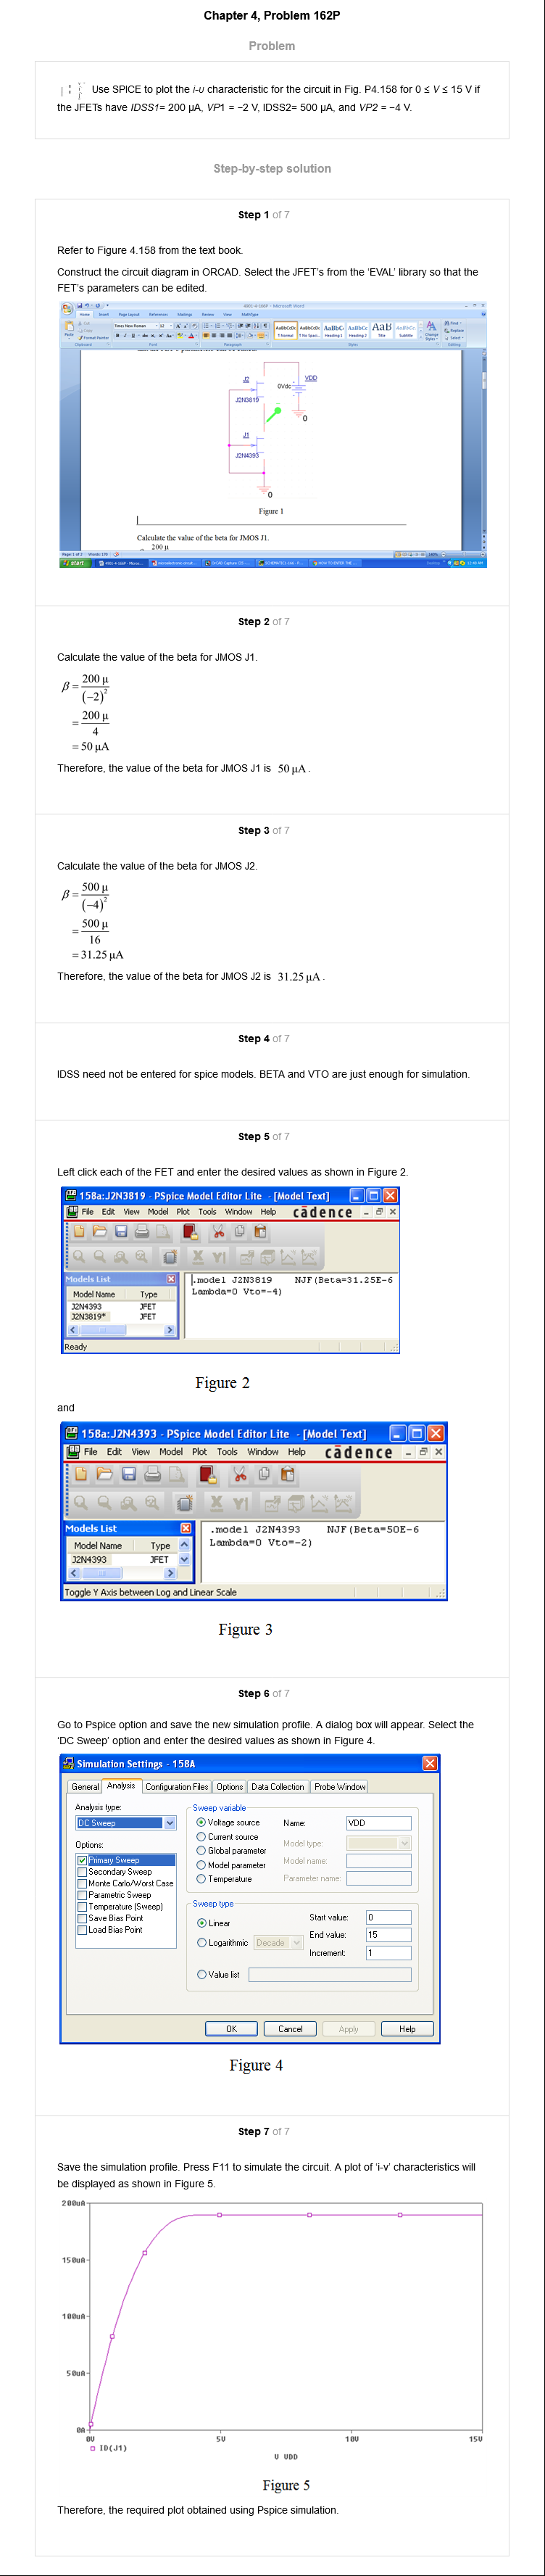 Chapter 4, Problem 162P
Problem
Use SPICE to plot the i-υ characteristic for the circuit in Fig. P4.158 for 0 ≤ V ≤ 15 V if
the JFETs have IDSS1= 200 µA, VP1 = −2 V, IDSS2= 500 µA, and VP2 = −4 V.
Step-by-step solution
Step 1 of 7
Refer to Figure 4.158 from the text book.
Construct the circuit diagram in ORCAD. Select the JFET's from the 'EVAL' library so that the
FET's parameters can be edited.
Home Insert Page Layout References Mailings Review View MathType
J2
VDD
0Vdc
J2N3819
0
J1
J2N4393
0
Figure 1
Calculate the value of the beta for JMOS J1.
200 µ
start
Step 2 of 7
Calculate the value of the beta for JMOS J1.
β = 200 µ / (−2)²
= 200 µ / 4
= 50 µA
Therefore, the value of the beta for JMOS J1 is 50 µA .
Step 3 of 7
Calculate the value of the beta for JMOS J2.
β = 500 µ / (−4)²
= 500 µ / 16
= 31.25 µA
Therefore, the value of the beta for JMOS J2 is 31.25 µA .
Step 4 of 7
IDSS need not be entered for spice models. BETA and VTO are just enough for simulation.
Step 5 of 7
Left click each of the FET and enter the desired values as shown in Figure 2.
158a:J2N3819 - PSpice Model Editor Lite - [Model Text]
File Edit View Model Plot Tools Window Help cādence
Models List
Model Name Type
J2N4393 JFET
J2N3819* JFET
.model J2N3819 NJF(Beta=31.25E-6
Lambda=0 Vto=-4)
Ready
Figure 2
and
158a:J2N4393 - PSpice Model Editor Lite - [Model Text]
File Edit View Model Plot Tools Window Help cādence
Models List
Model Name Type
J2N4393 JFET
.model J2N4393 NJF(Beta=50E-6
Lambda=0 Vto=-2)
Toggle Y Axis between Log and Linear Scale
Figure 3
Step 6 of 7
Go to Pspice option and save the new simulation profile. A dialog box will appear. Select the
'DC Sweep' option and enter the desired values as shown in Figure 4.
Simulation Settings - 158A
General Analysis Configuration Files Options Data Collection Probe Window
Analysis type:
DC Sweep
Options:
Primary Sweep
Secondary Sweep
Monte Carlo/Worst Case
Parametric Sweep
Temperature (Sweep)
Save Bias Point
Load Bias Point
Sweep variable
Voltage source Name: VDD
Current source Model type:
Global parameter
Model parameter Model name:
Temperature Parameter name:
Sweep type
Linear
Logarithmic Decade
Start value: 0
End value: 15
Increment: 1
Value list
OK Cancel Apply Help
Figure 4
Step 7 of 7
Save the simulation profile. Press F11 to simulate the circuit. A plot of 'i-v' characteristics will
be displayed as shown in Figure 5.
200uA
150uA
100uA
50uA
0A
0V 5V 10V 15V
ID(J1)
V VDD
Figure 5
Therefore, the required plot obtained using Pspice simulation.